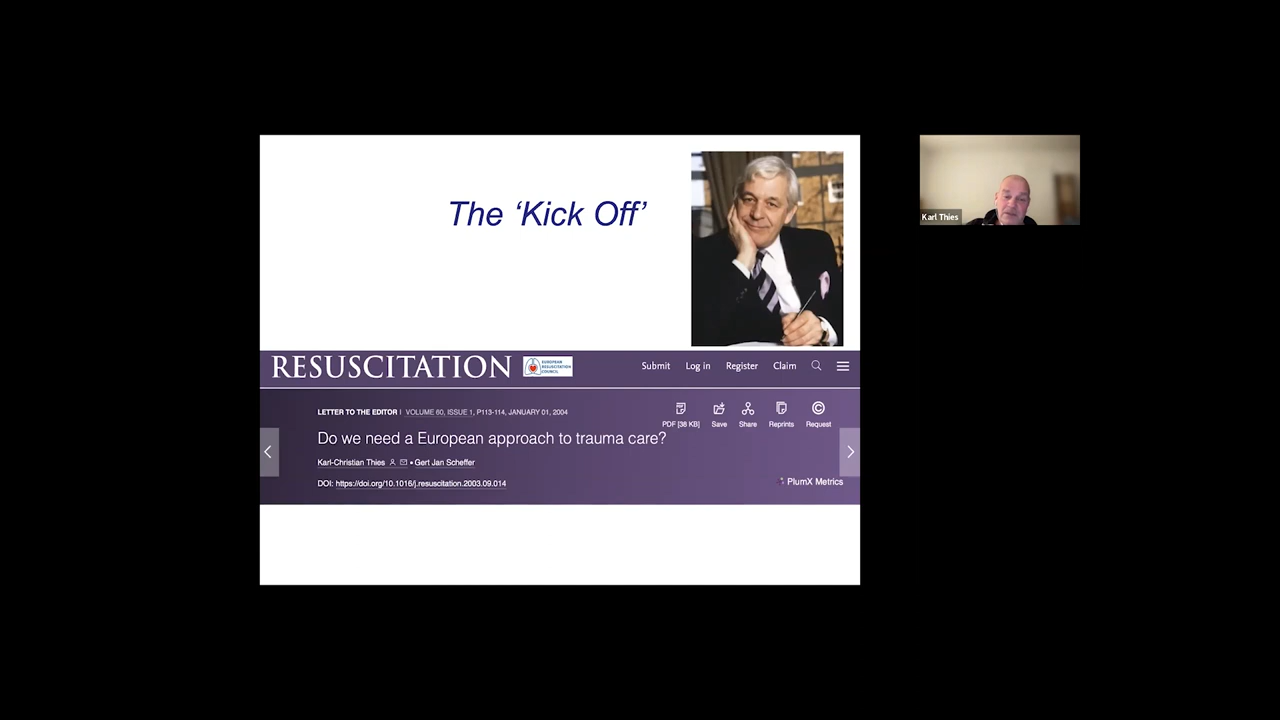 The ‘Kick Off’
Karl Thies
RESUSCITATION
EUROPEAN
RESUSCITATION
COUNCIL
Submit Log in Register Claim
LETTER TO THE EDITOR | VOLUME 60, ISSUE 1, P113-114, JANUARY 01, 2004
PDF [38 KB] Save Share Reprints Request
Do we need a European approach to trauma care?
Karl-Christian Thies • Gert Jan Scheffer
DOI: https://doi.org/10.1016/j.resuscitation.2003.09.014
PlumX Metrics